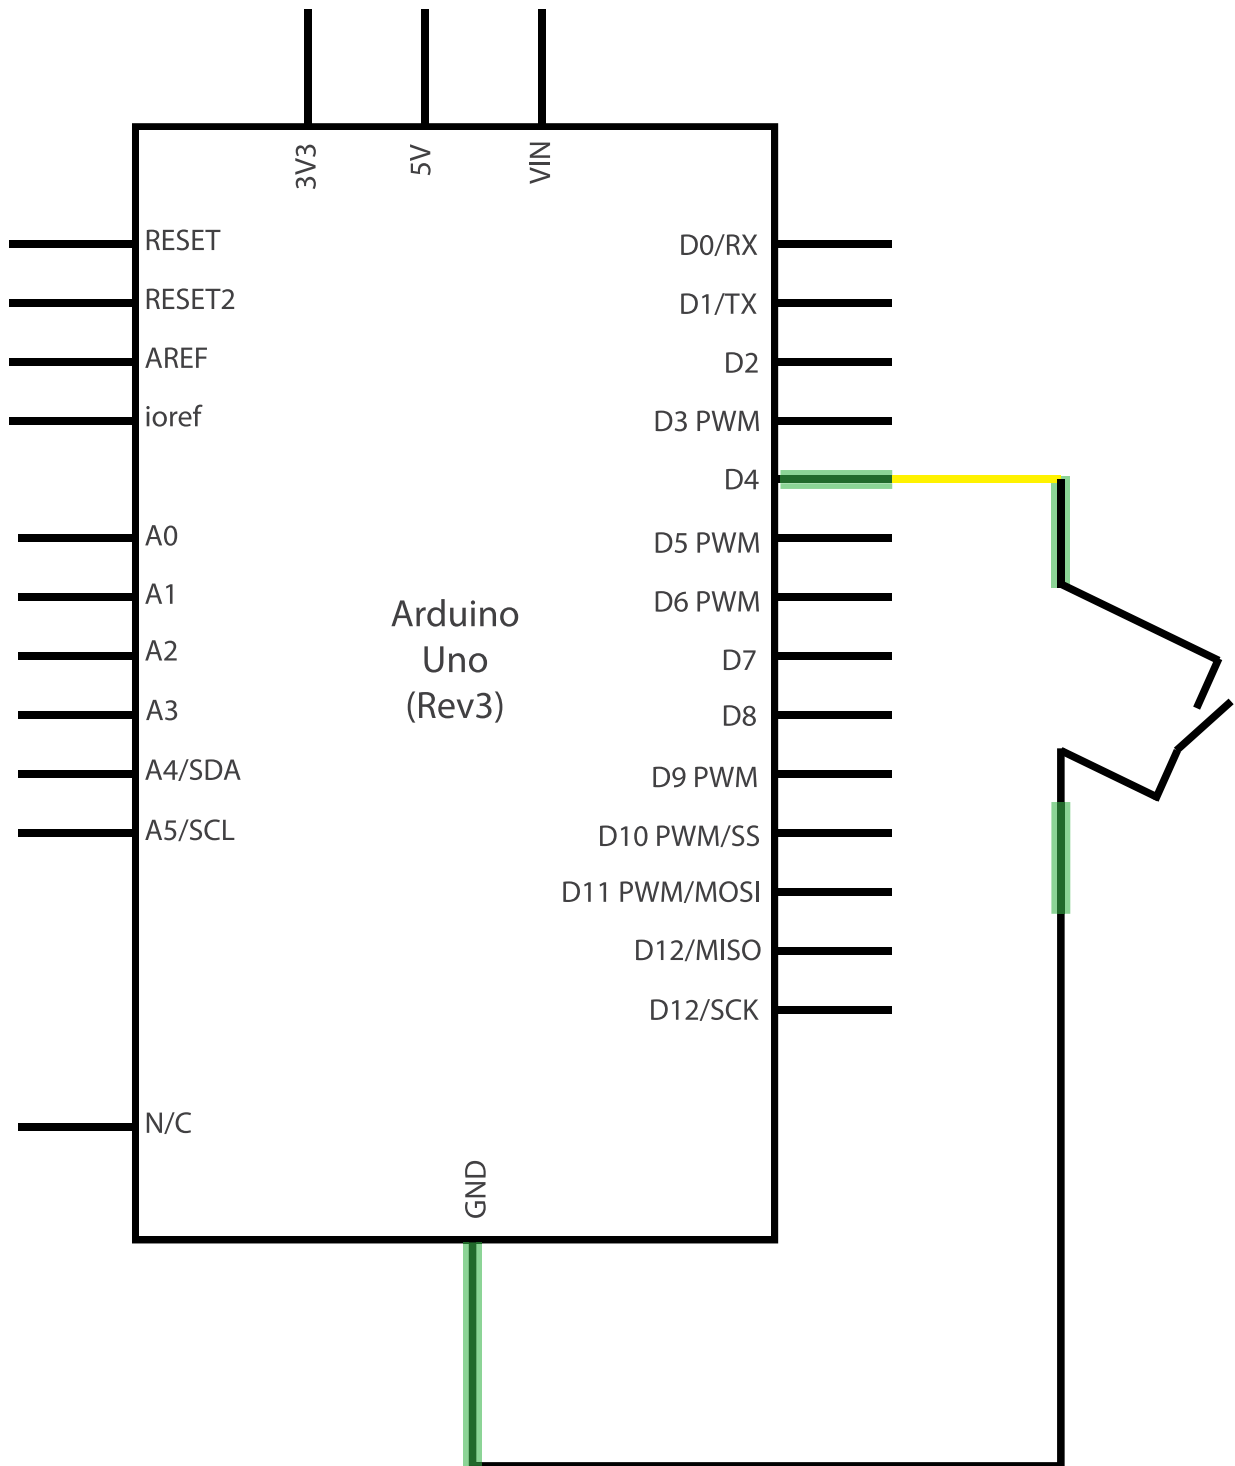 3V3
5V
VIN
RESET
RESET2
AREF
ioref
A0
A1
A2
A3
A4/SDA
A5/SCL
N/C
Arduino
Uno
(Rev3)
D0/RX
D1/TX
D2
D3 PWM
D4
D5 PWM
D6 PWM
D7
D8
D9 PWM
D10 PWM/SS
D11 PWM/MOSI
D12/MISO
D12/SCK
GND